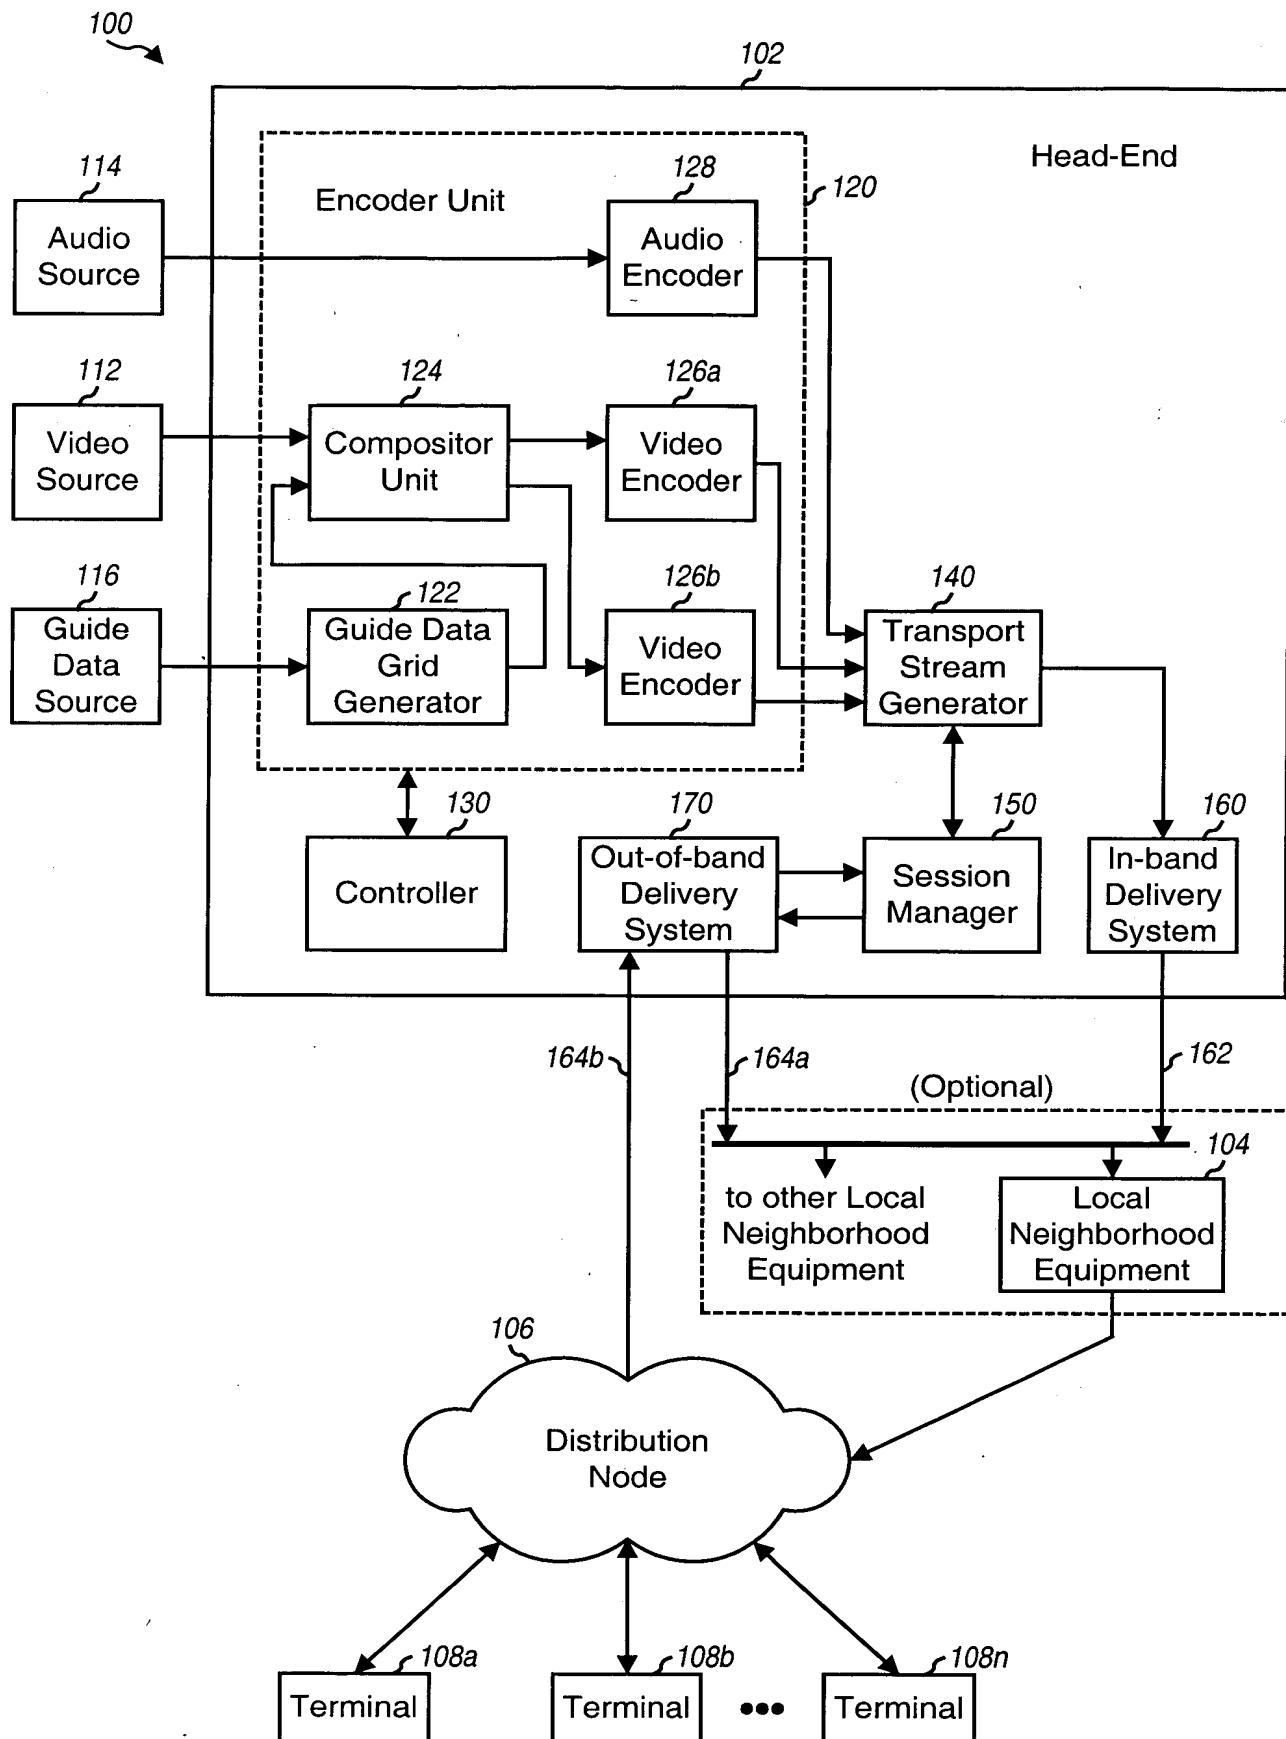 100
102
Head-End
114
Audio
Source
Encoder Unit
128
Audio
Encoder
120
112
Video
Source
124
Compositor
Unit
126a
Video
Encoder
116
Guide
Data
Source
122
Guide Data
Grid
Generator
126b
Video
Encoder
140
Transport
Stream
Generator
130
Controller
170
Out-of-band
Delivery
System
150
Session
Manager
160
In-band
Delivery
System
164b
164a
162
(Optional)
to other Local
Neighborhood
Equipment
104
Local
Neighborhood
Equipment
106
Distribution
Node
108a
Terminal
108b
Terminal
108n
Terminal